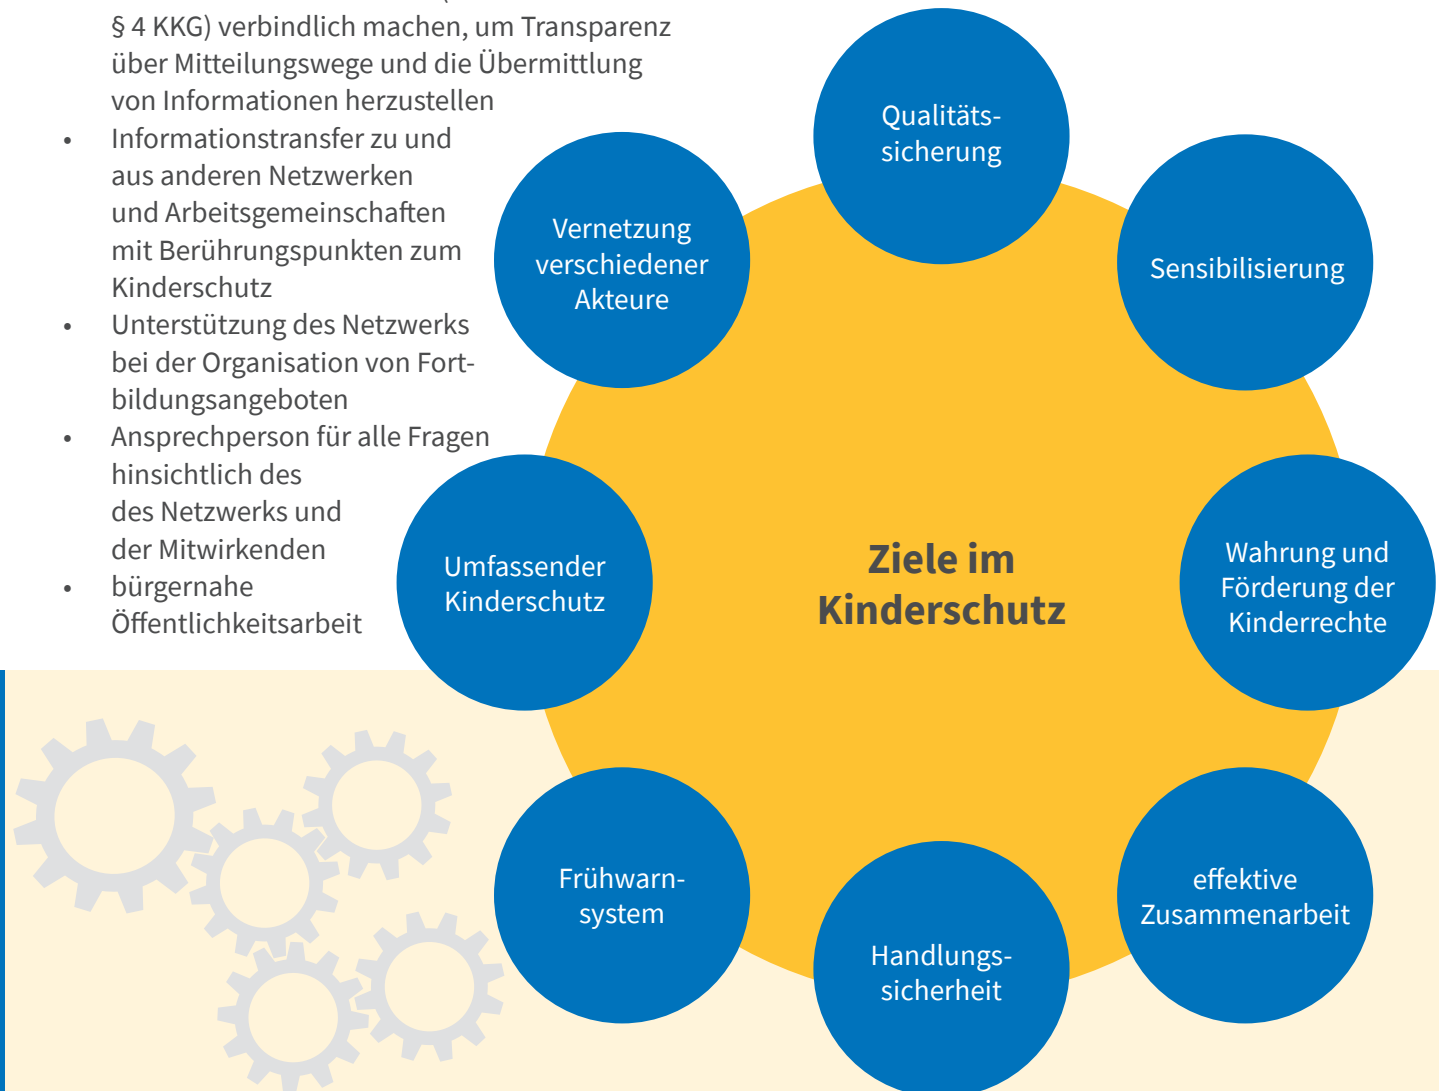 § 4 KKG) verbindlich machen, um Transparenz
über Mitteilungswege und die Übermittlung
von Informationen herzustellen
• Informationstransfer zu und
aus anderen Netzwerken
und Arbeitsgemeinschaften
mit Berührungspunkten zum
Kinderschutz
• Unterstützung des Netzwerks
bei der Organisation von Fort-
bildungsangeboten
• Ansprechperson für alle Fragen
hinsichtlich des
des Netzwerks und
der Mitwirkenden
• bürgernahe
Öffentlichkeitsarbeit
Ziele im
Kinderschutz
Qualitäts-
sicherung
Sensibilisierung
Wahrung und
Förderung der
Kinderrechte
effektive
Zusammenarbeit
Handlungs-
sicherheit
Frühwarn-
system
Umfassender
Kinderschutz
Vernetzung
verschiedener
Akteure